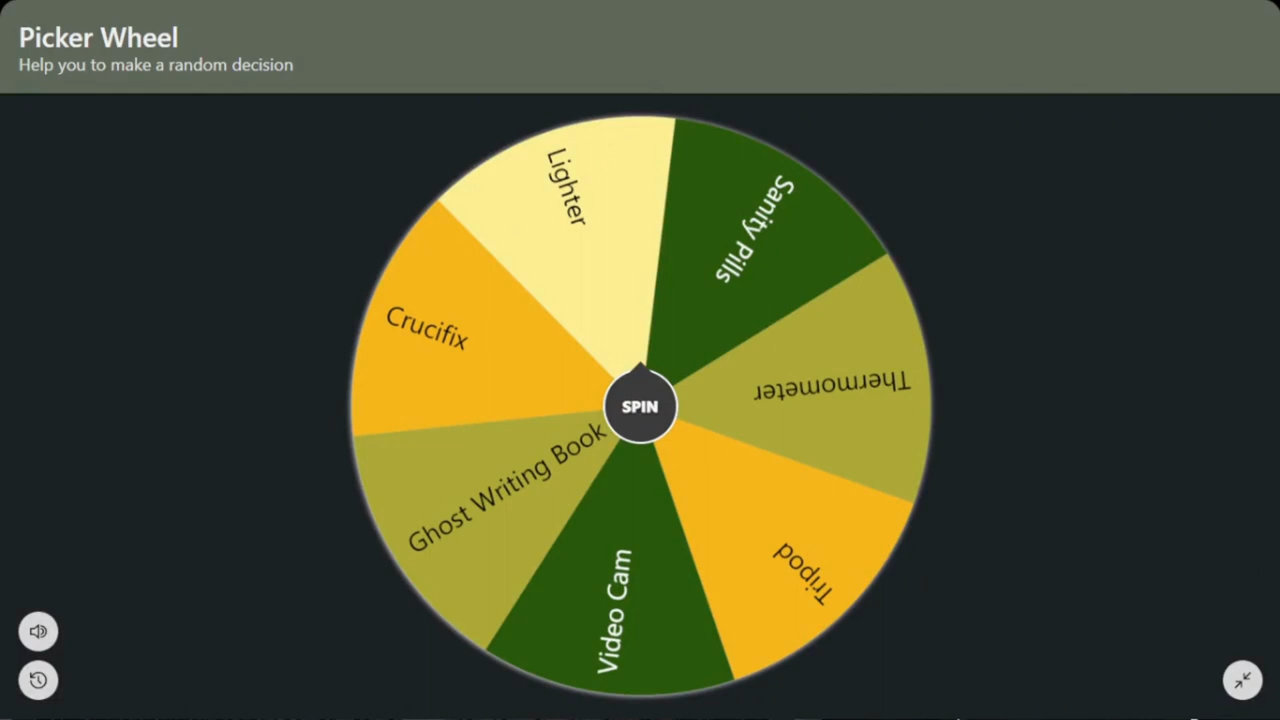 Picker Wheel
Help you to make a random decision
Lighter
Sanity Pills
Crucifix
Thermometer
SPIN
Ghost Writing Book
Tripod
Video Cam